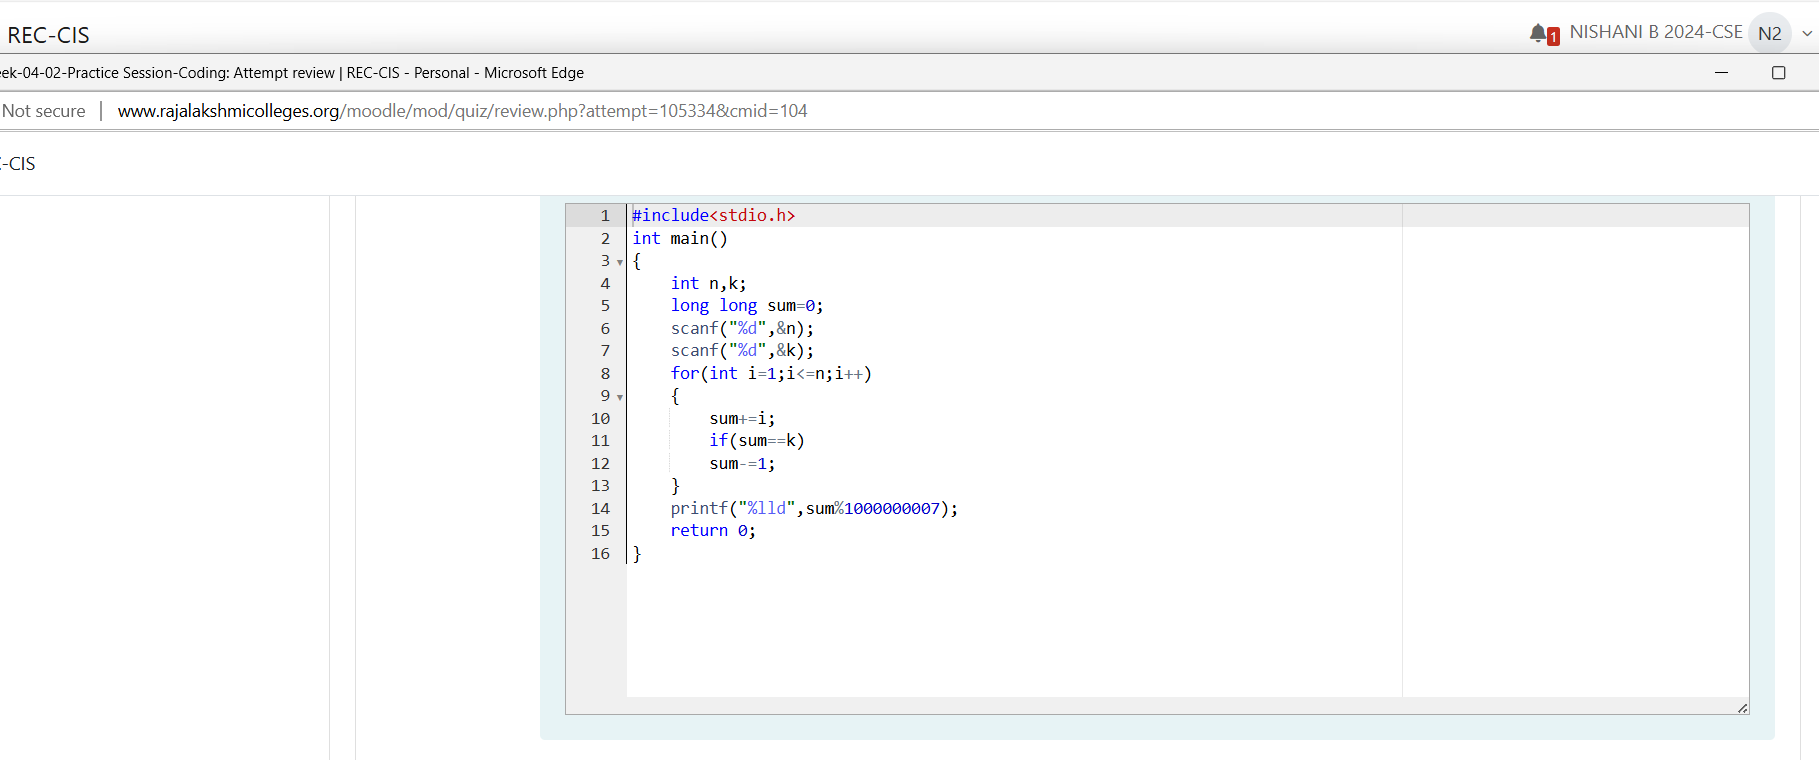 REC-CIS
1 NISHANI B 2024-CSE N2
ek-04-02-Practice Session-Coding: Attempt review | REC-CIS - Personal - Microsoft Edge
Not secure | www.rajalakshmicolleges.org/moodle/mod/quiz/review.php?attempt=105334&cmid=104
-CIS
1 #include<stdio.h>
2 int main()
3 {
4 int n,k;
5 long long sum=0;
6 scanf("%d",&n);
7 scanf("%d",&k);
8 for(int i=1;i<=n;i++)
9 {
10 sum+=i;
11 if(sum==k)
12 sum-=1;
13 }
14 printf("%lld",sum%1000000007);
15 return 0;
16 }